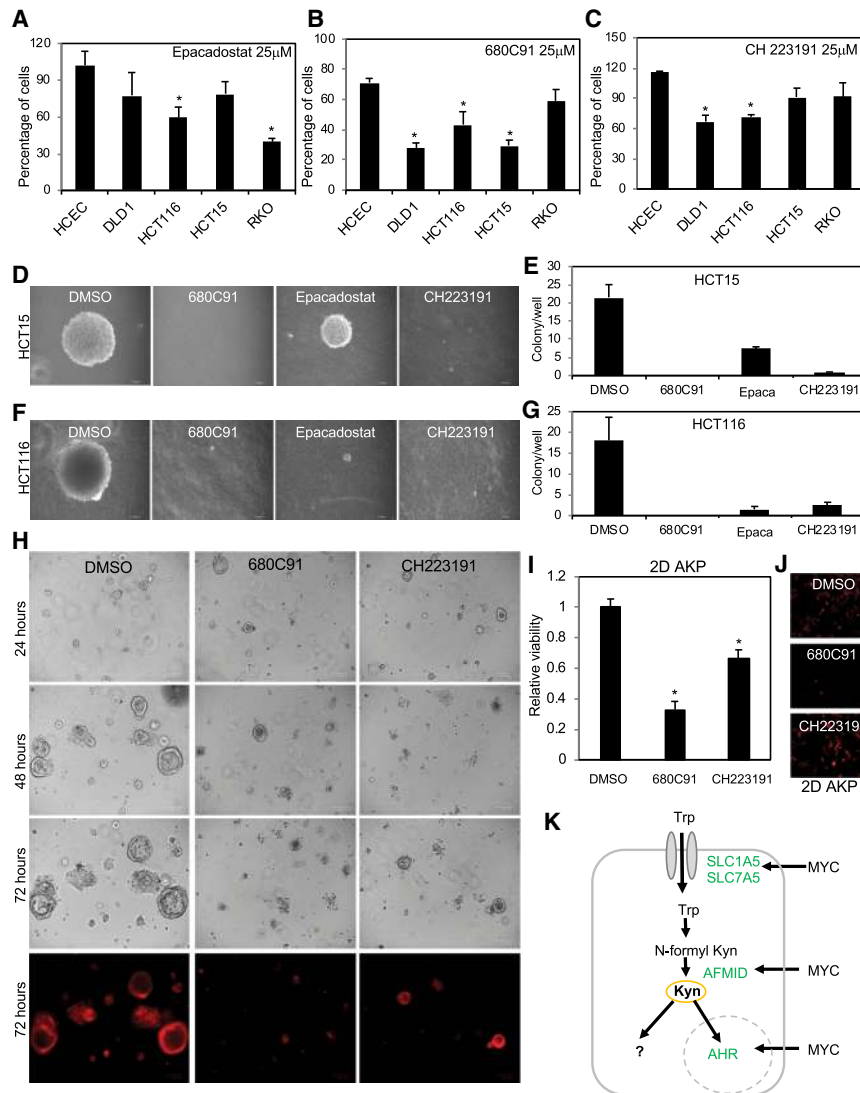 A
Epacadostat 25μM
Percentage of cells
120
90
60
30
0
*
*
HCEC
DLD1
HCT116
HCT15
RKO
B
680C91 25μM
Percentage of cells
100
80
60
40
20
0
*
*
*
HCEC
DLD1
HCT116
HCT15
RKO
C
CH 223191 25μM
Percentage of cells
150
120
90
60
30
0
*
*
HCEC
DLD1
HCT116
HCT15
RKO
D
HCT15
DMSO
680C91
Epacadostat
CH223191
E
HCT15
Colony/well
30
25
20
15
10
5
0
DMSO
680C91
Epaca
CH223191
F
HCT116
DMSO
680C91
Epacadostat
CH223191
G
HCT116
Colony/well
25
20
15
10
5
0
DMSO
680C91
Epaca
CH223191
H
DMSO
680C91
CH223191
24 hours
48 hours
72 hours
72 hours
I
2D AKP
Relative viability
1.2
1
0.8
0.6
0.4
0.2
0
*
*
DMSO
680C91
CH223191
J
DMSO
680C91
CH22319
2D AKP
K
Trp
SLC1A5
SLC7A5
MYC
Trp
N-formyl Kyn
AFMID
MYC
Kyn
?
AHR
MYC